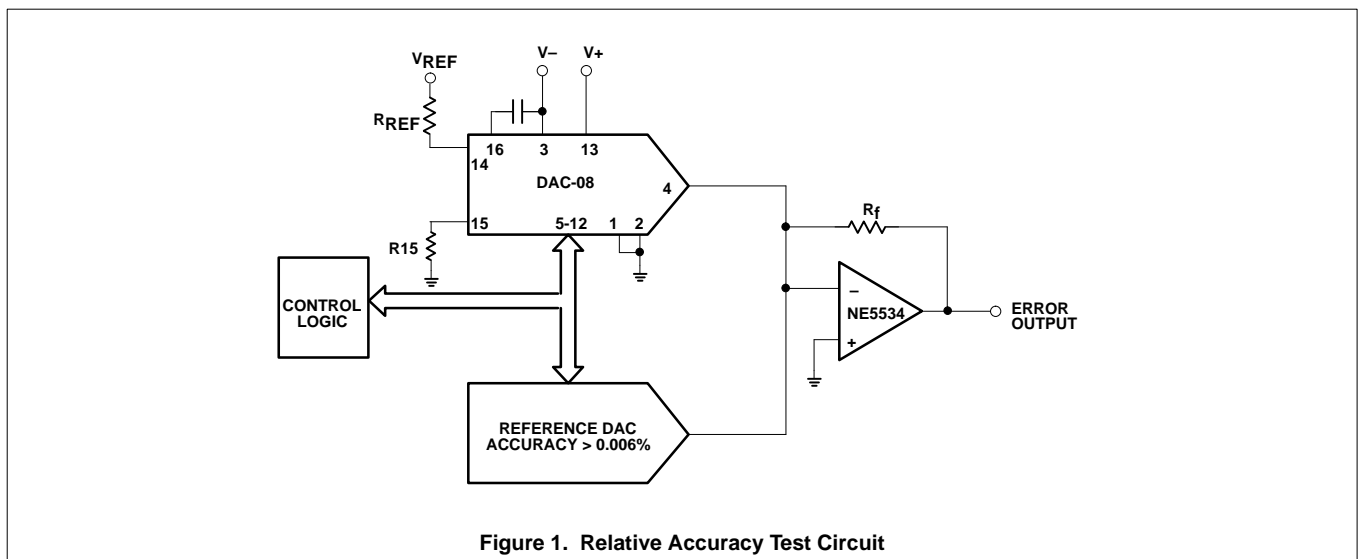 V– V+
VREF
RREF
16 3 13
14
DAC-08
4
15 5-12 1 2
Rf
R15
CONTROL
LOGIC
–
NE5534
+
ERROR
OUTPUT
REFERENCE DAC
ACCURACY > 0.006%
Figure 1. Relative Accuracy Test Circuit